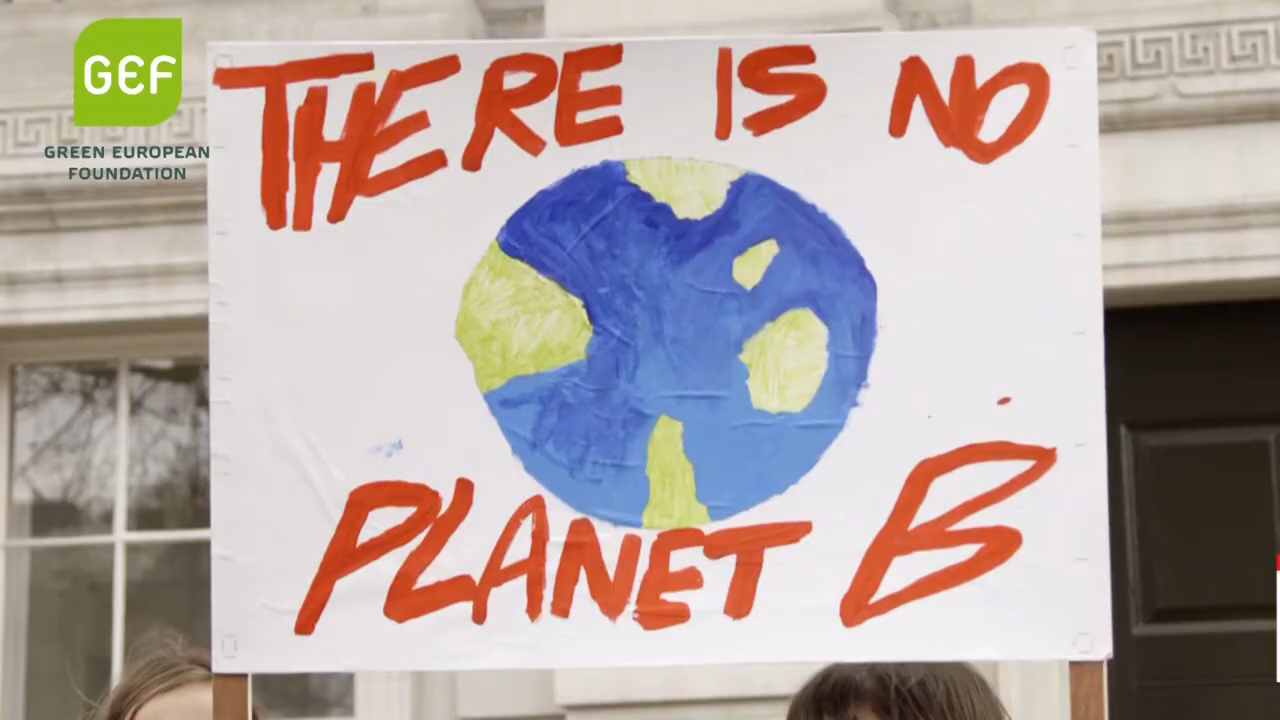 GEF
GREEN EUROPEAN
FOUNDATION
THERE IS NO
PLANET B